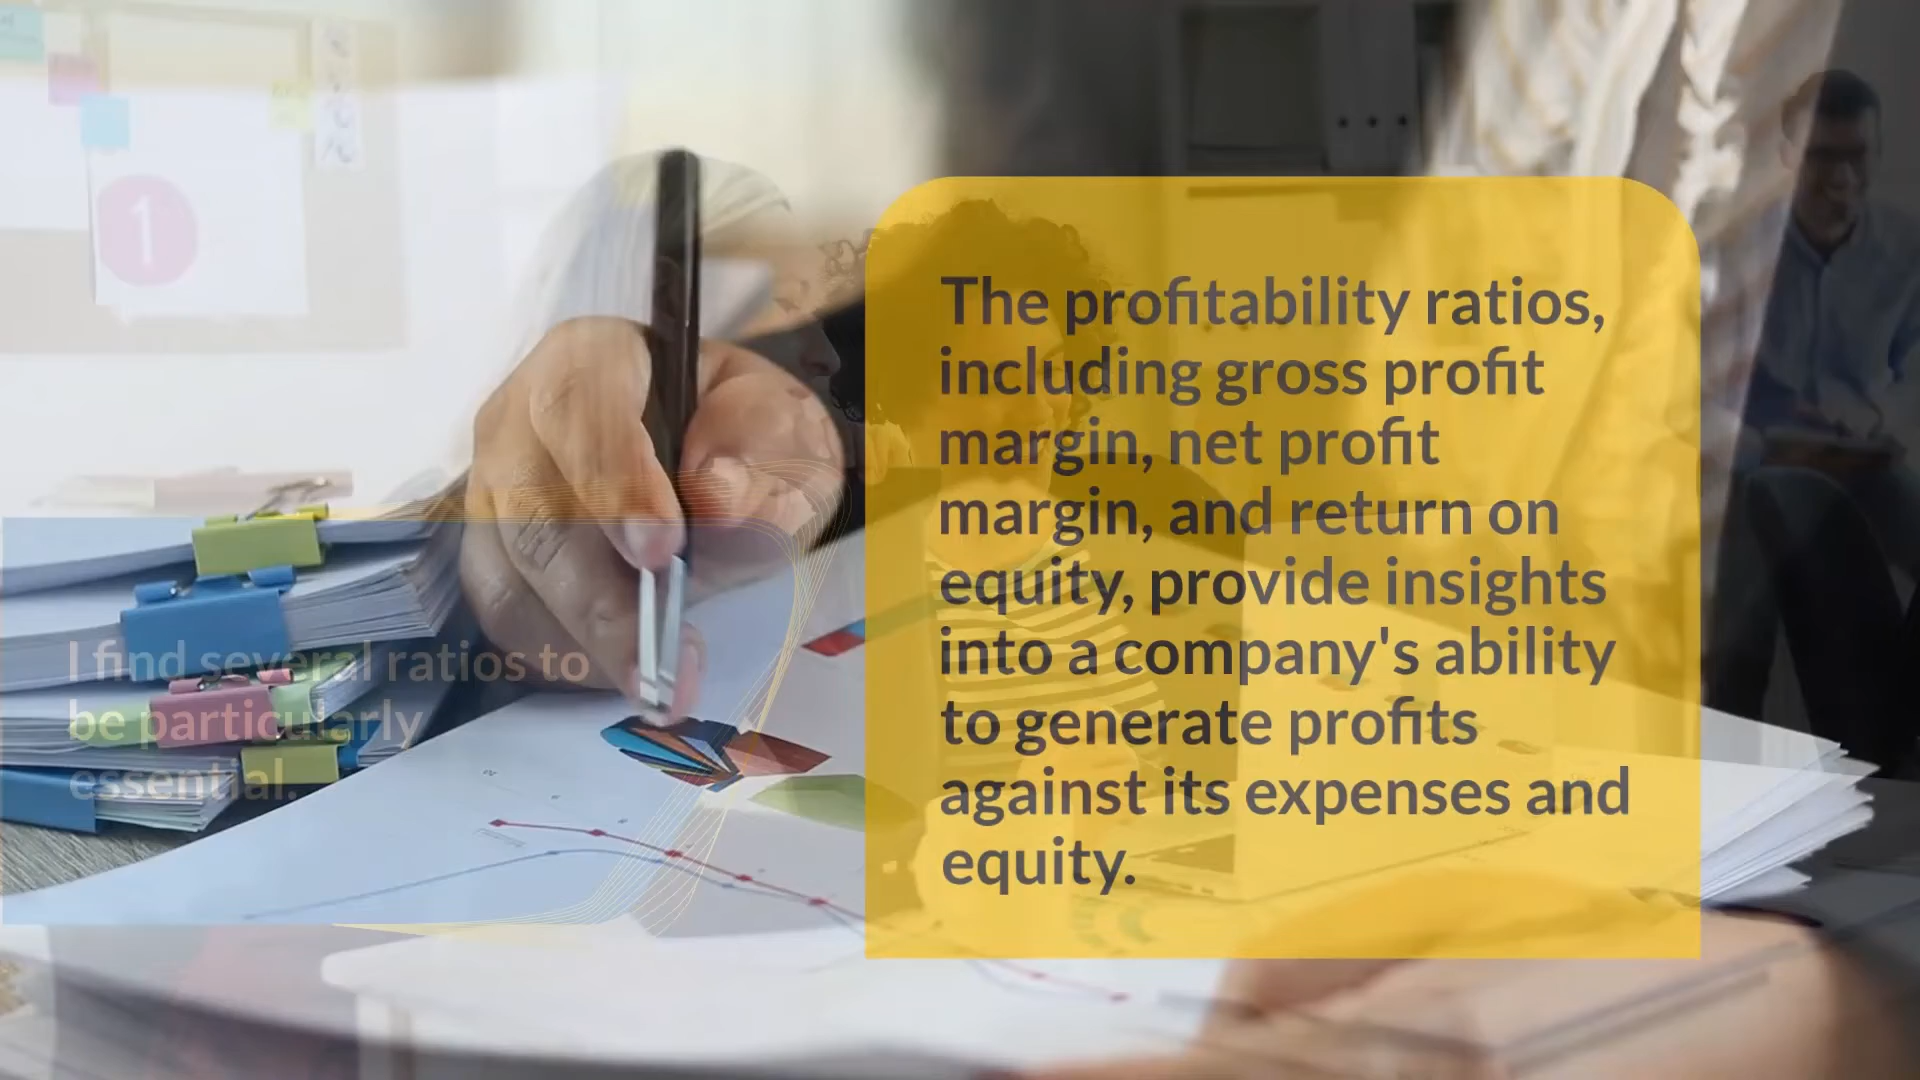 1
I find several ratios to
be particularly
essential.
The profitability ratios,
including gross profit
margin, net profit
margin, and return on
equity, provide insights
into a company's ability
to generate profits
against its expenses and
equity.